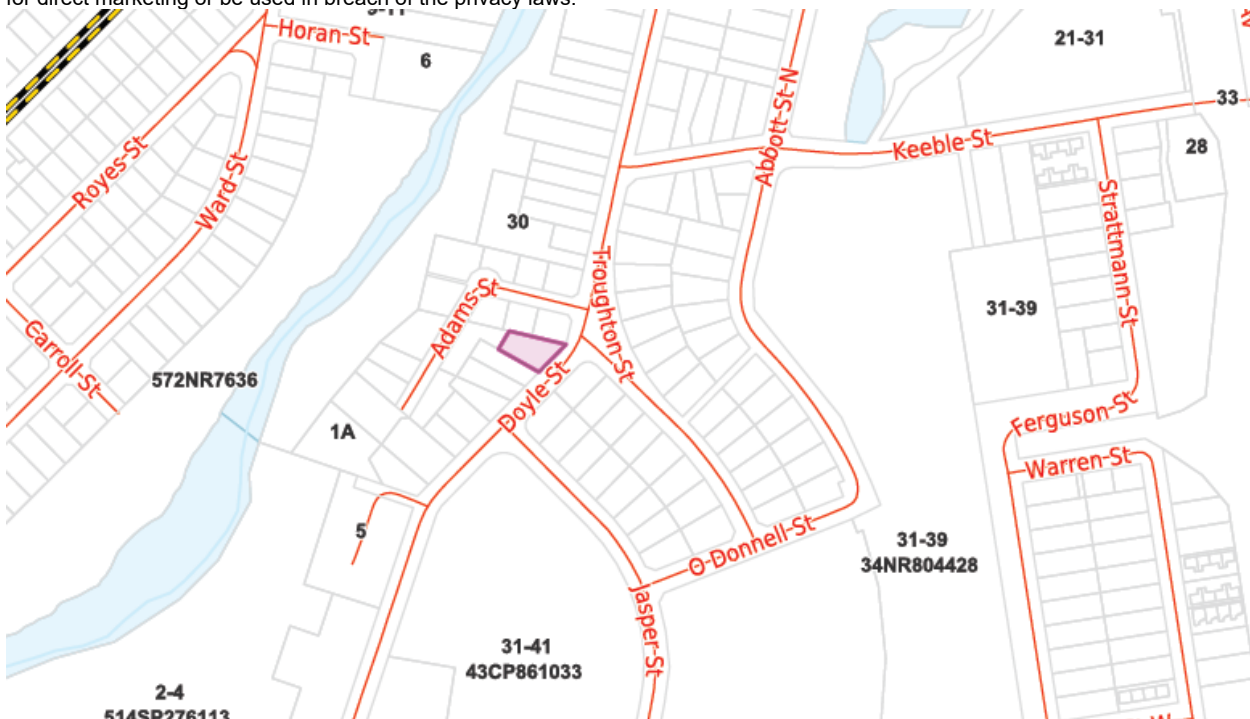 for direct marketing or be used in breach of the privacy laws.
9-11
Horan-St
6
21-31
33
Abbott-St-N
Keeble-St
28
Royes-St
Ward-St
Strattmann-St
30
Troughton-St
Adams-St
31-39
Carroll-St
572NR7636
Doyle-St
1A
Ferguson-St
Warren-St
5
O-Donnell-St
31-39
34NR804428
Jasper-St
31-41
43CP861033
2-4
514SP276113